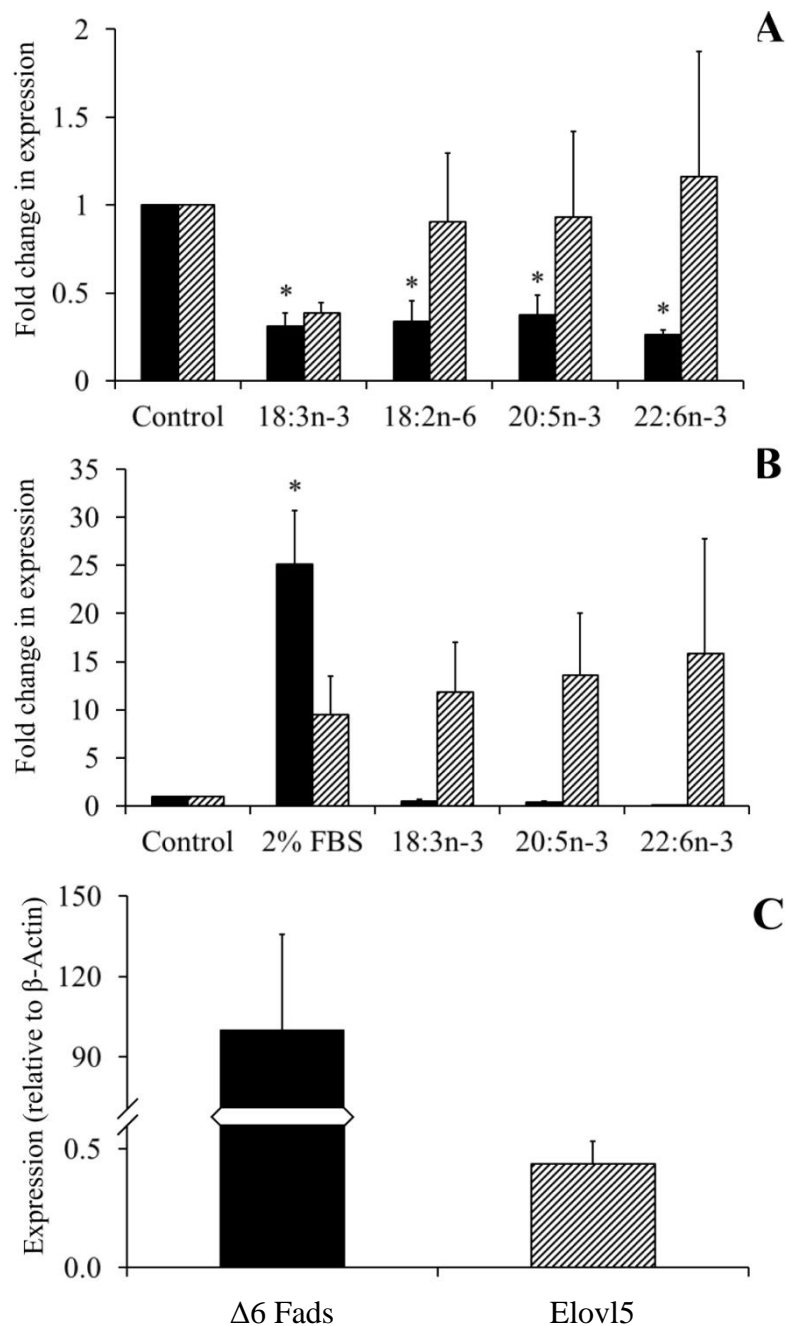 A
Fold change in expression
2
1.5
1
0.5
0
* * * *
Control 18:3n-3 18:2n-6 20:5n-3 22:6n-3
B
Fold change in expression
35
30
25
20
15
10
5
0
*
Control 2% FBS 18:3n-3 20:5n-3 22:6n-3
C
Expression (relative to β-Actin)
150
120
90
0.5
0.0
Δ6 Fads Elovl5